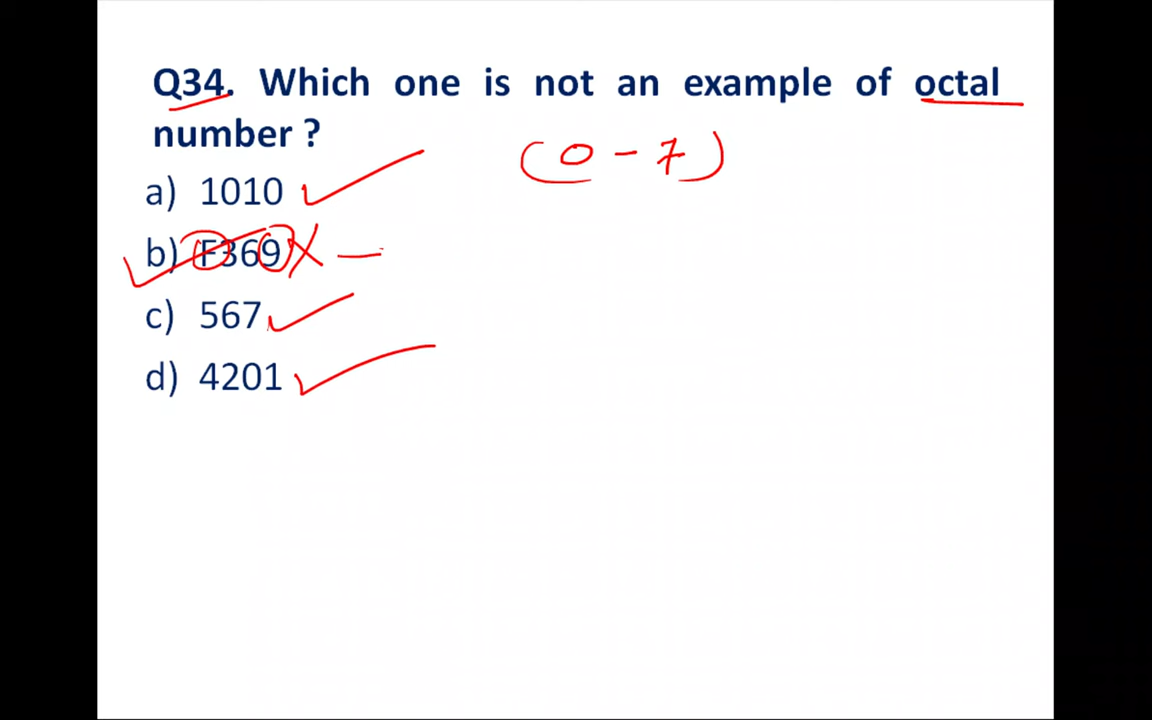 Q34. Which one is not an example of octal
number ?
(0 - 7)
a) 1010
b) F369
c) 567
d) 4201